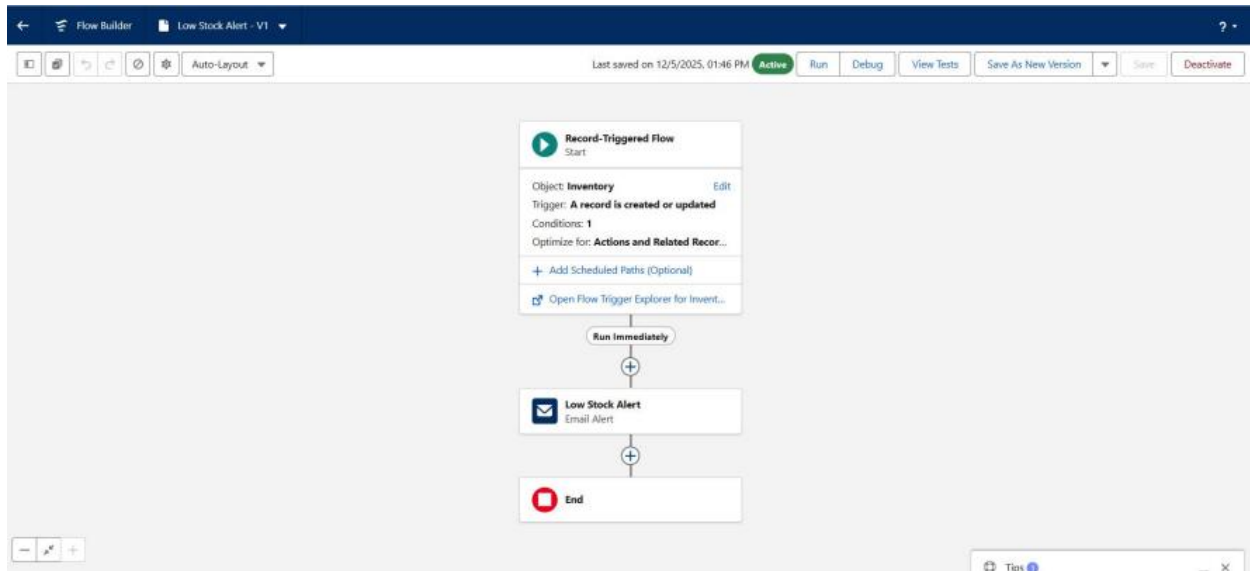 Flow Builder
Low Stock Alert - V1
? -
Auto-Layout
Last saved on 12/5/2025, 01:46 PM
Active
Run
Debug
View Tests
Save As New Version
Save
Deactivate
Record-Triggered Flow
Start
Object: Inventory
Edit
Trigger: A record is created or updated
Conditions: 1
Optimize for: Actions and Related Recor...
+ Add Scheduled Paths (Optional)
Open Flow Trigger Explorer for Invent...
Run Immediately
Low Stock Alert
Email Alert
End
Tips